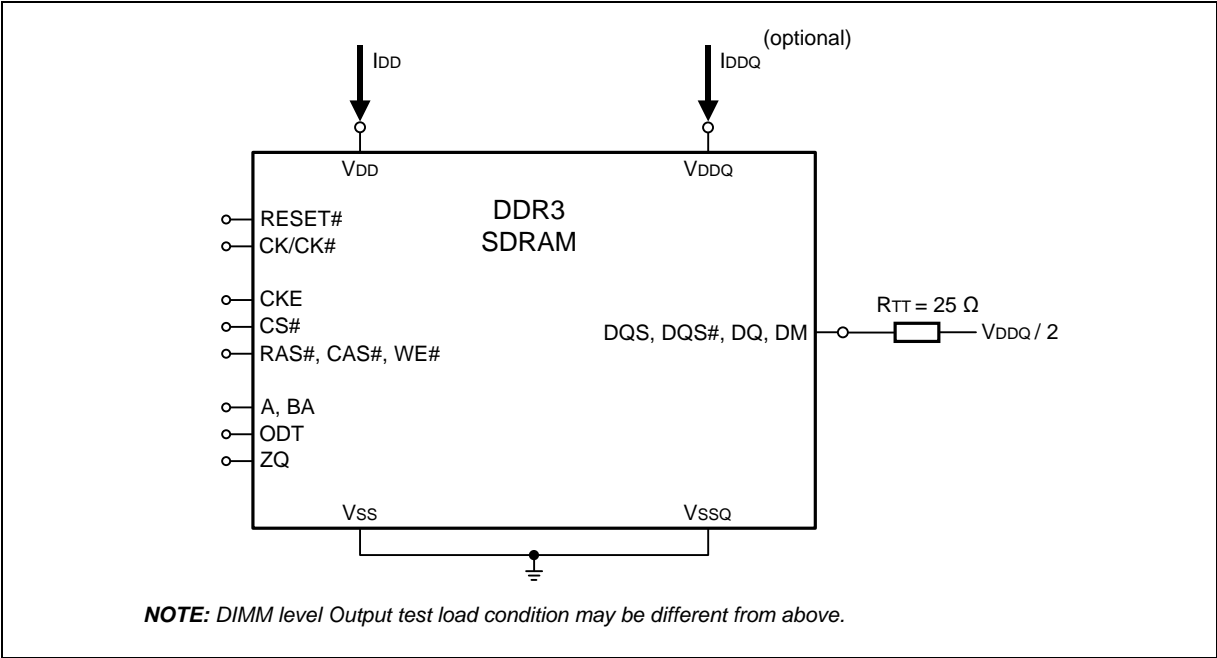 (optional)
IDD
IDDQ
VDD
VDDQ
DDR3
SDRAM
RESET#
CK/CK#
CKE
CS#
RAS#, CAS#, WE#
A, BA
ODT
ZQ
DQS, DQS#, DQ, DM
RTT = 25 Ω
VDDQ / 2
VSS
VSSQ
NOTE: DIMM level Output test load condition may be different from above.